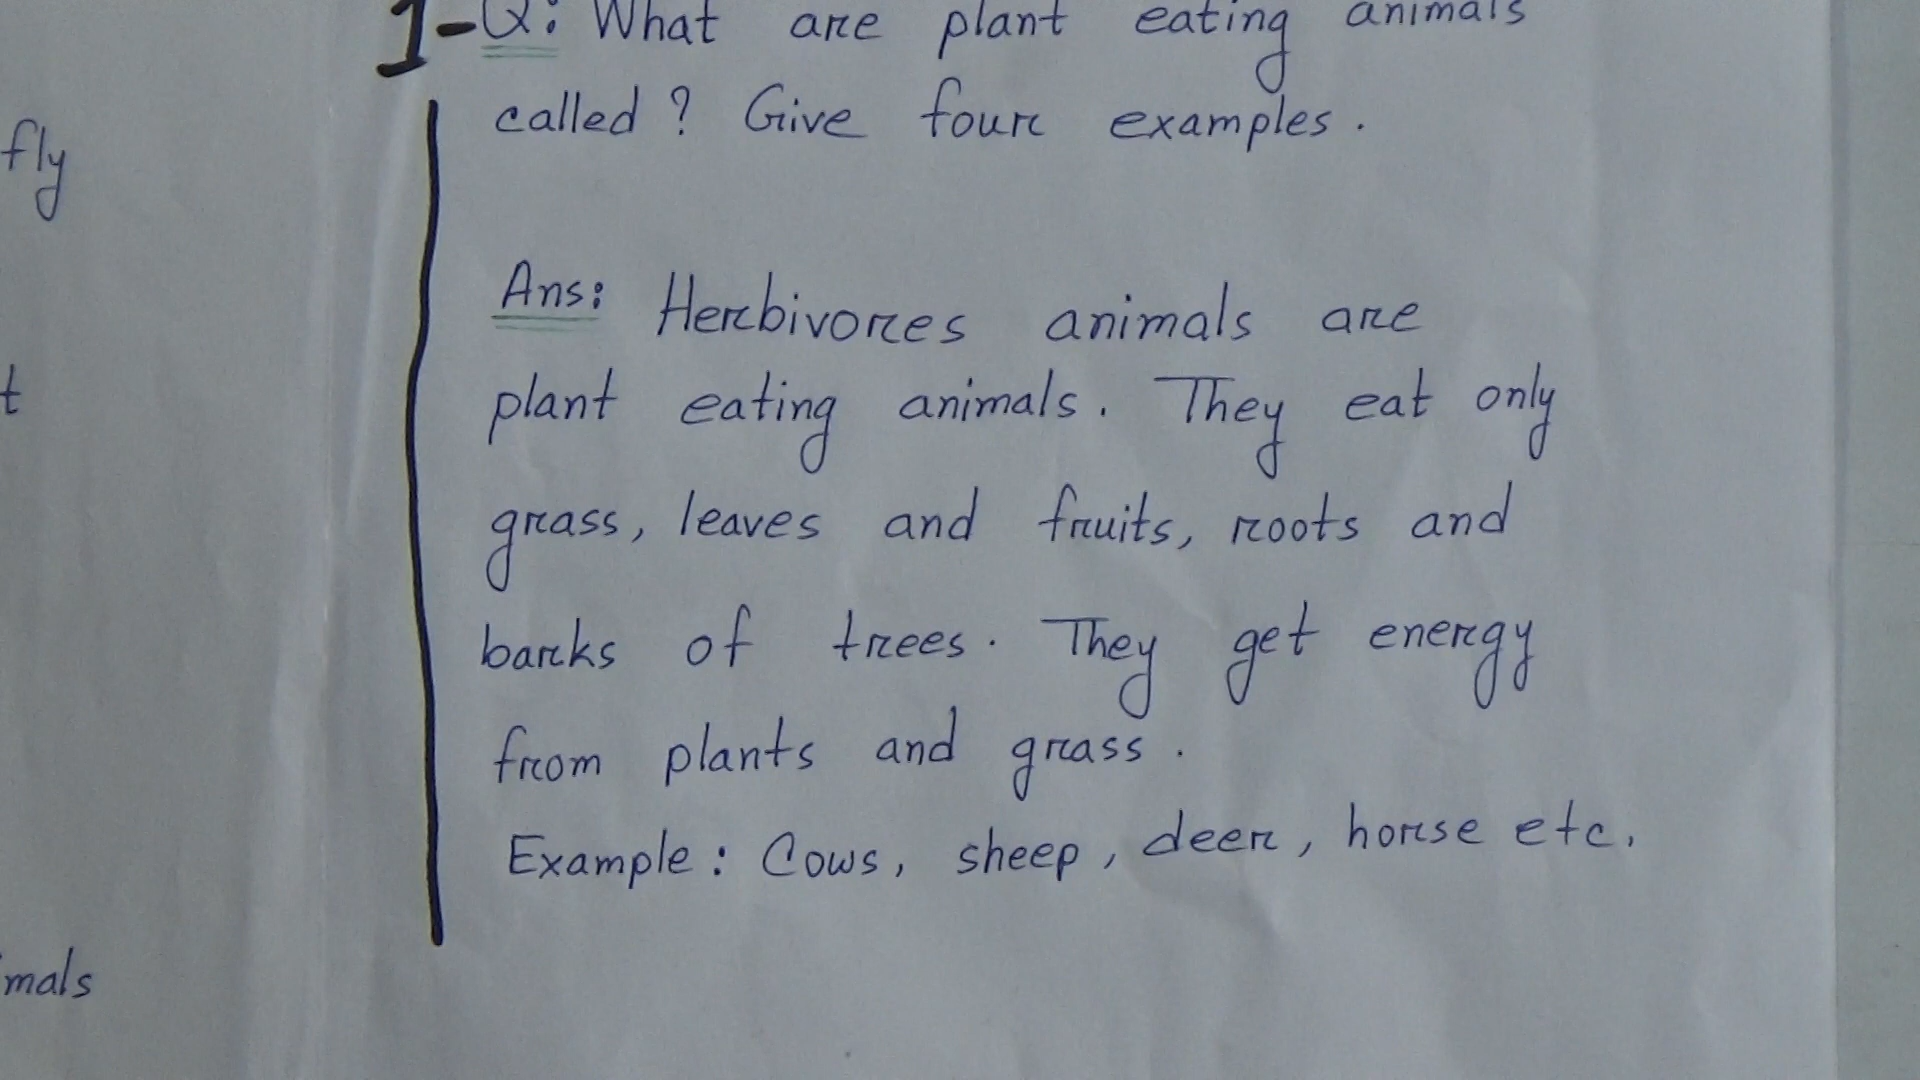 1-Q: What are plant eating animals
called? Give four examples.
fly
Ans: Herbivores animals are
plant eating animals. They eat only
t
grass, leaves and fruits, roots and
barks of trees. They get energy
from plants and grass.
Example: Cows, sheep, deer, horse etc.
mals